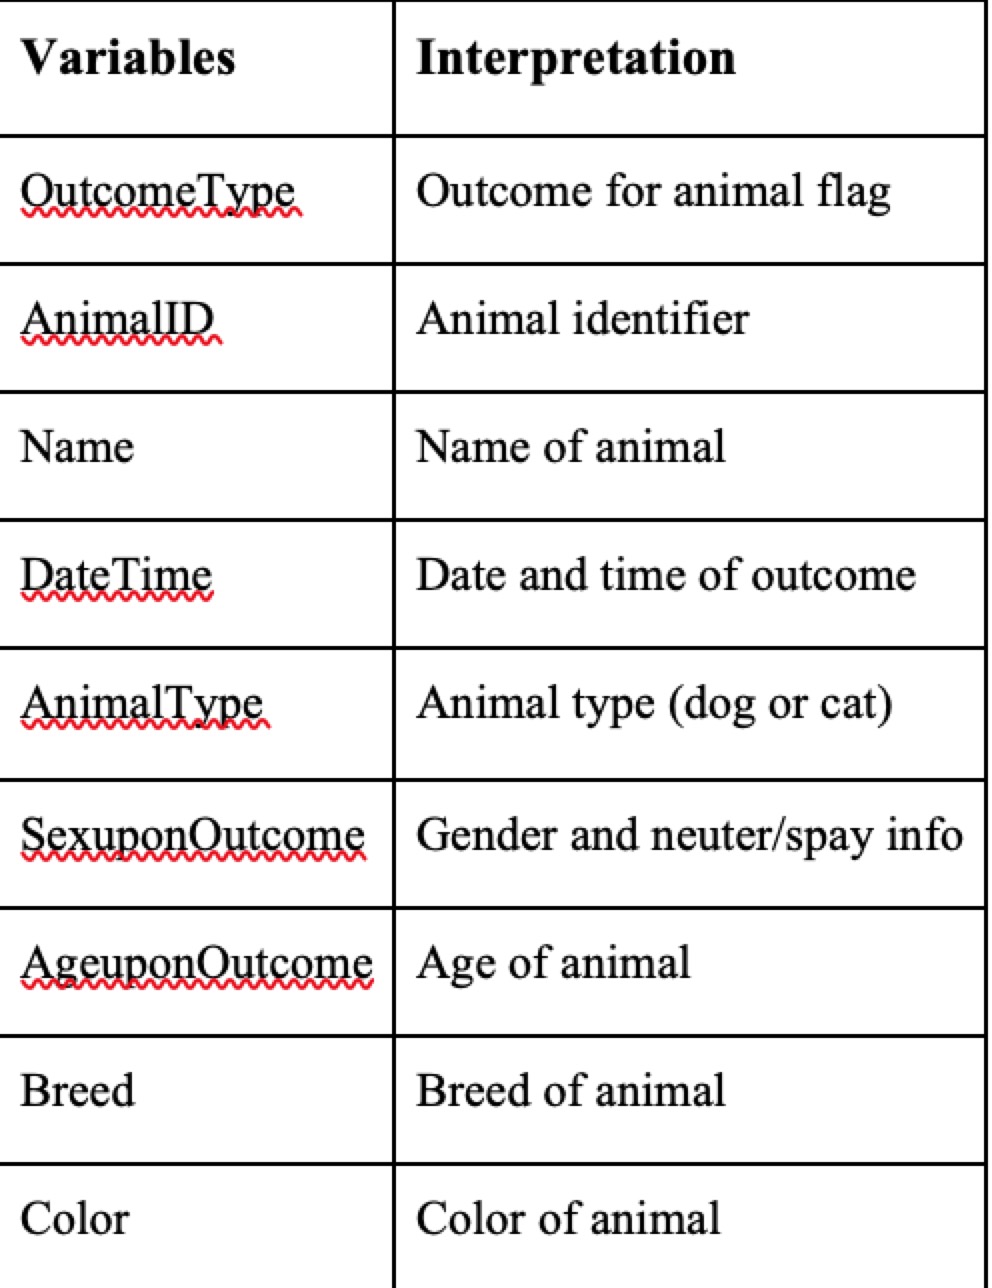 Variables Interpretation
OutcomeType Outcome for animal flag
AnimalID Animal identifier
Name Name of animal
DateTime Date and time of outcome
AnimalType Animal type (dog or cat)
SexuponOutcome Gender and neuter/spay info
AgeuponOutcome Age of animal
Breed Breed of animal
Color Color of animal